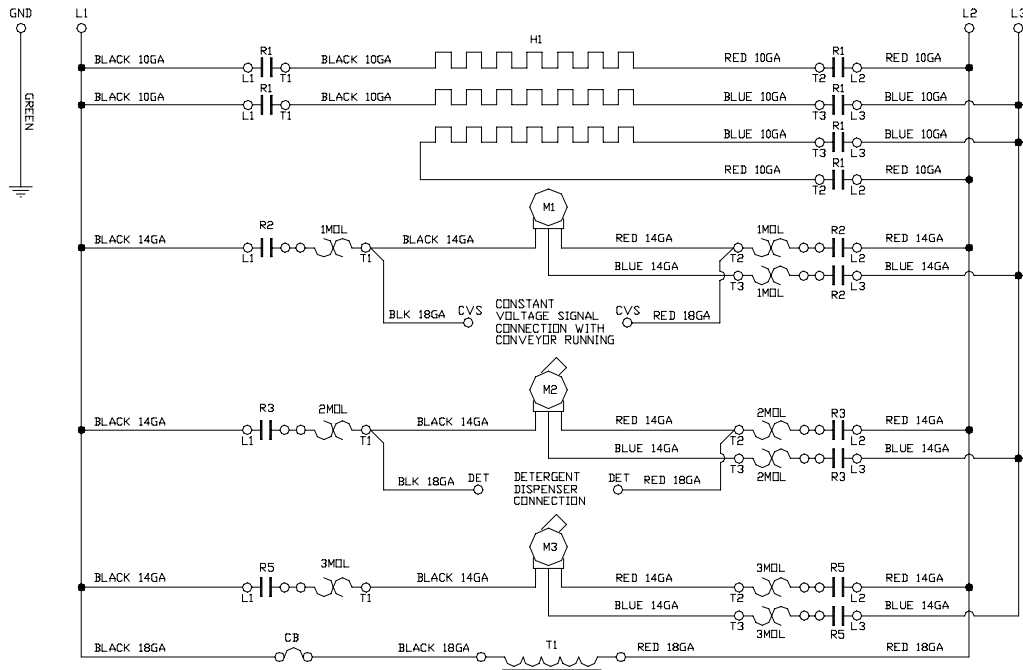 GND L1 L2 L3
H1
BLACK 10GA R1 BLACK 10GA RED 10GA R1 RED 10GA
L1 T1 T2 L2
BLACK 10GA R1 BLACK 10GA BLUE 10GA R1 BLUE 10GA
L1 T1 T3 L3
GREEN
BLUE 10GA R1 BLUE 10GA
T3 L3
RED 10GA R1 RED 10GA
T2 L2
M1
BLACK 14GA R2 1MOL BLACK 14GA RED 14GA 1MOL R2 RED 14GA
L1 T1 T2 L2
BLUE 14GA BLUE 14GA
T3 1MOL R2 L3
BLK 18GA CVS CONSTANT CVS RED 18GA
VOLTAGE SIGNAL
CONNECTION WITH
CONVEYOR RUNNING
M2
BLACK 14GA R3 2MOL BLACK 14GA RED 14GA 2MOL R3 RED 14GA
L1 T1 T2 L2
BLUE 14GA BLUE 14GA
T3 2MOL R3 L3
BLK 18GA DET DETERGENT DET RED 18GA
DISPENSER
CONNECTION
M3
BLACK 14GA R5 3MOL BLACK 14GA RED 14GA 3MOL R5 RED 14GA
L1 T1 T2 L2
BLUE 14GA BLUE 14GA
T3 3MOL R5 L3
BLACK 18GA CB BLACK 18GA T1 RED 18GA RED 18GA